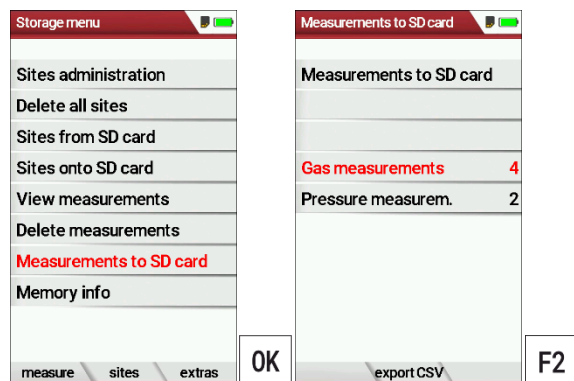 Storage menu
Sites administration
Delete all sites
Sites from SD card
Sites onto SD card
View measurements
Delete measurements
Measurements to SD card
Memory info
measure sites extras
OK
Measurements to SD card
Measurements to SD card
Gas measurements 4
Pressure measurem. 2
export CSV
F2